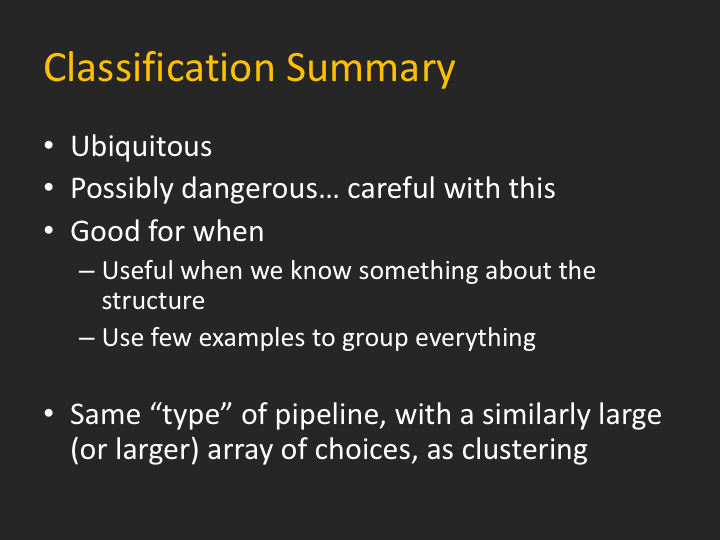 Classification Summary
• Ubiquitous
• Possibly dangerous… careful with this
• Good for when
– Useful when we know something about the
structure
– Use few examples to group everything
• Same “type” of pipeline, with a similarly large
(or larger) array of choices, as clustering